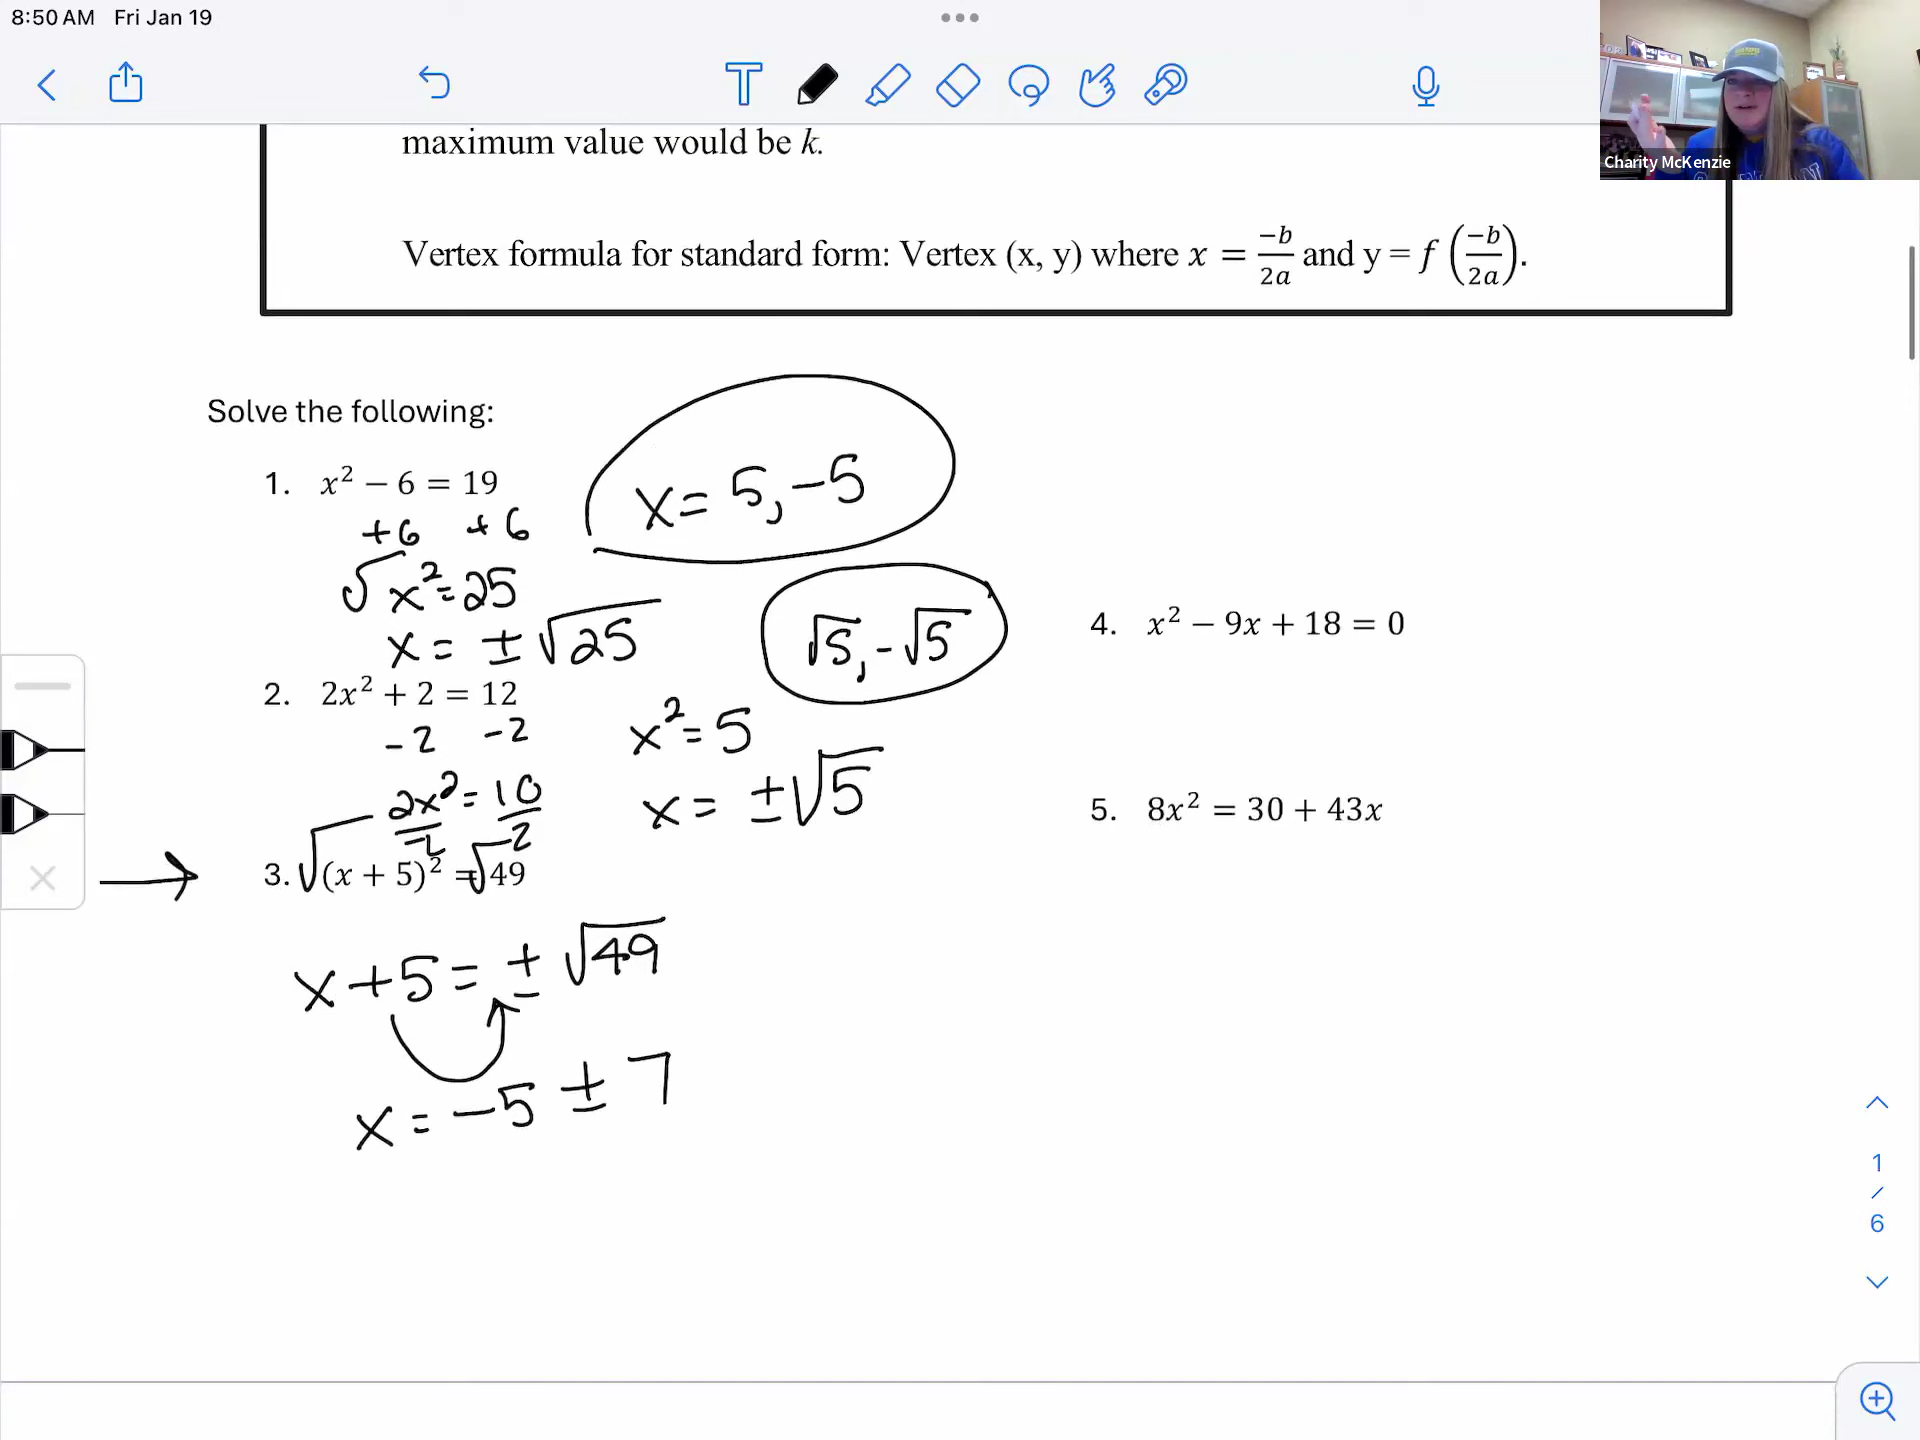 8:50 AM Fri Jan 19
Charity McKenzie
maximum value would be k.
Vertex formula for standard form: Vertex (x, y) where x = -b/2a and y = f(-b/2a).
Solve the following:
1. x² − 6 = 19
+6 +6
√x² = 25
x = ± √25
x = 5, -5
2. 2x² + 2 = 12
-2 -2
2x² = 10
2 2
x² = 5
x = ±√5
√5, -√5
3. √(x + 5)² = √49
x + 5 = ± √49
x = -5 ± 7
4. x² − 9x + 18 = 0
5. 8x² = 30 + 43x
1
/
6